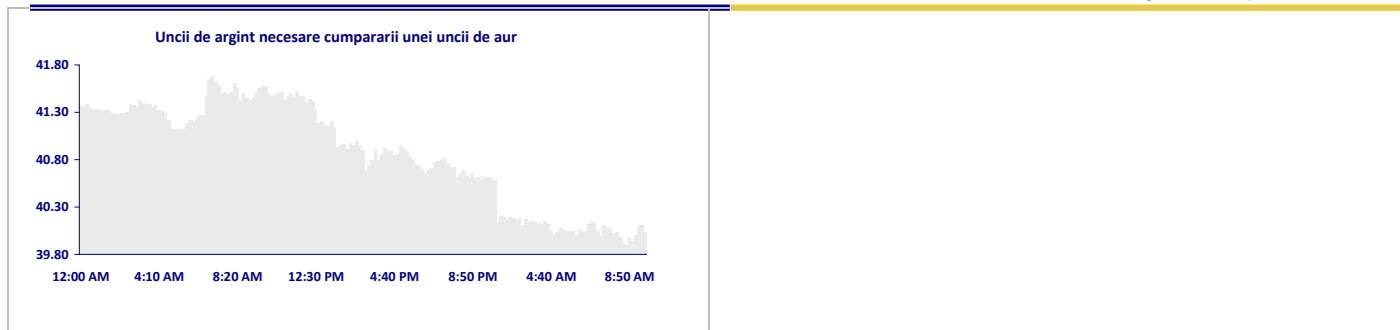 Uncii de argint necesare cumpararii unei uncii de aur
41.80
41.30
40.80
40.30
39.80
12:00 AM 4:10 AM 8:20 AM 12:30 PM 4:40 PM 8:50 PM 4:40 AM 8:50 AM